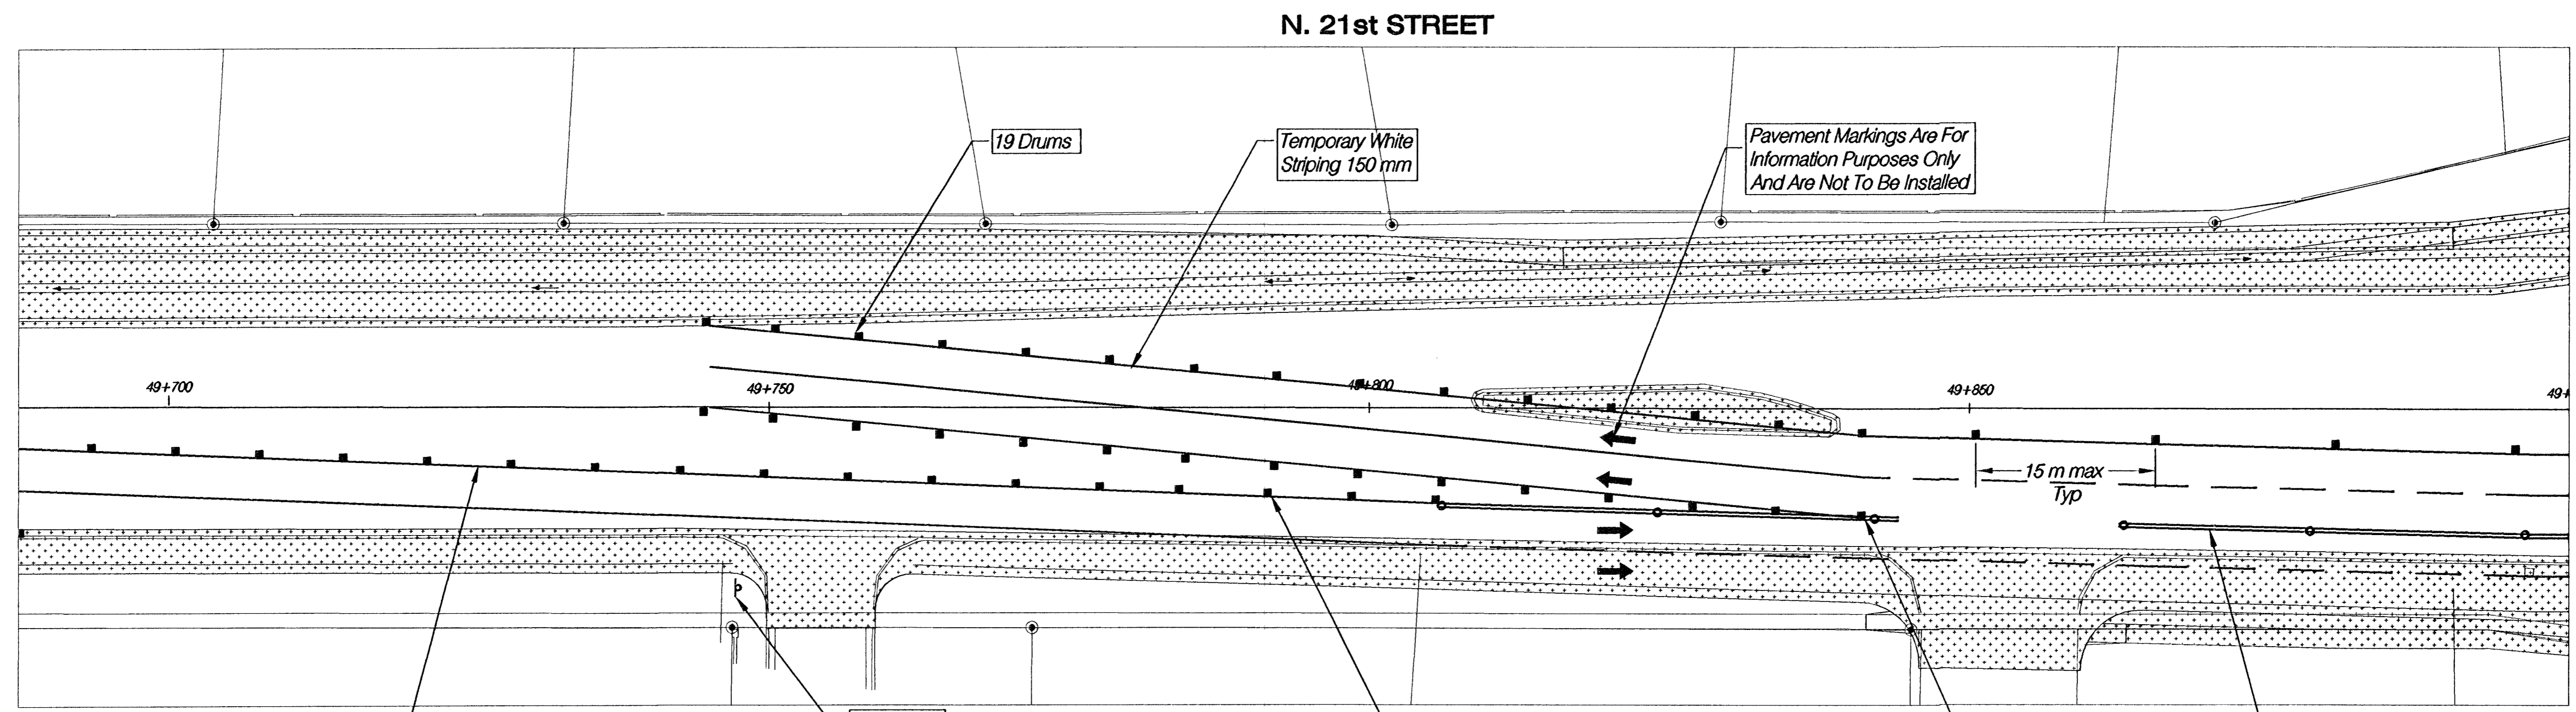 N. 21st STREET
19 Drums
Temporary White
Striping 150 mm
Pavement Markings Are For
Information Purposes Only
And Are Not To Be Installed
49+700
49+750
49+800
49+850
49+
15 m max
Typ